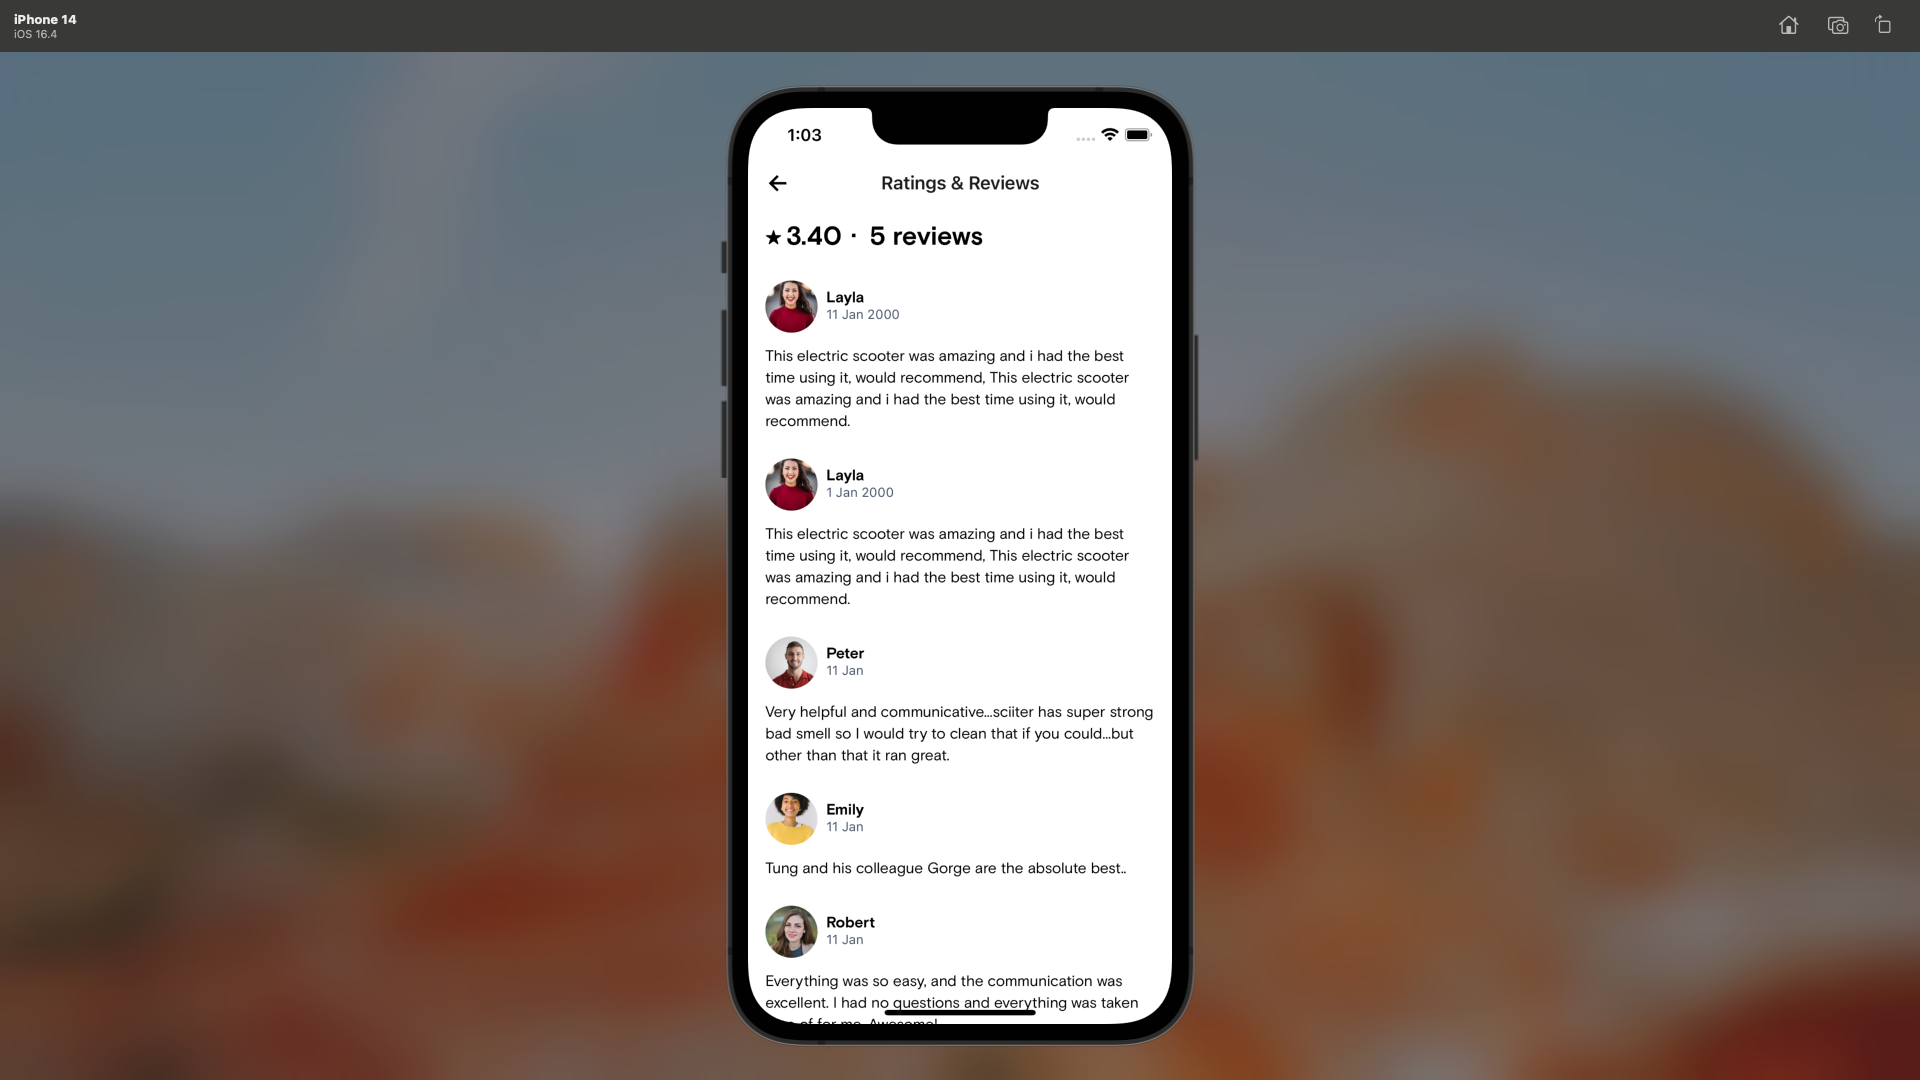 iPhone 14
iOS 16.4
1:03
Ratings & Reviews
★ 3.40 · 5 reviews
Layla
11 Jan 2000
This electric scooter was amazing and i had the best
time using it, would recommend, This electric scooter
was amazing and i had the best time using it, would
recommend.
Layla
1 Jan 2000
This electric scooter was amazing and i had the best
time using it, would recommend, This electric scooter
was amazing and i had the best time using it, would
recommend.
Peter
11 Jan
Very helpful and communicative...sciiter has super strong
bad smell so I would try to clean that if you could...but
other than that it ran great.
Emily
11 Jan
Tung and his colleague Gorge are the absolute best..
Robert
11 Jan
Everything was so easy, and the communication was
excellent. I had no questions and everything was taken
of for me. Awesome!